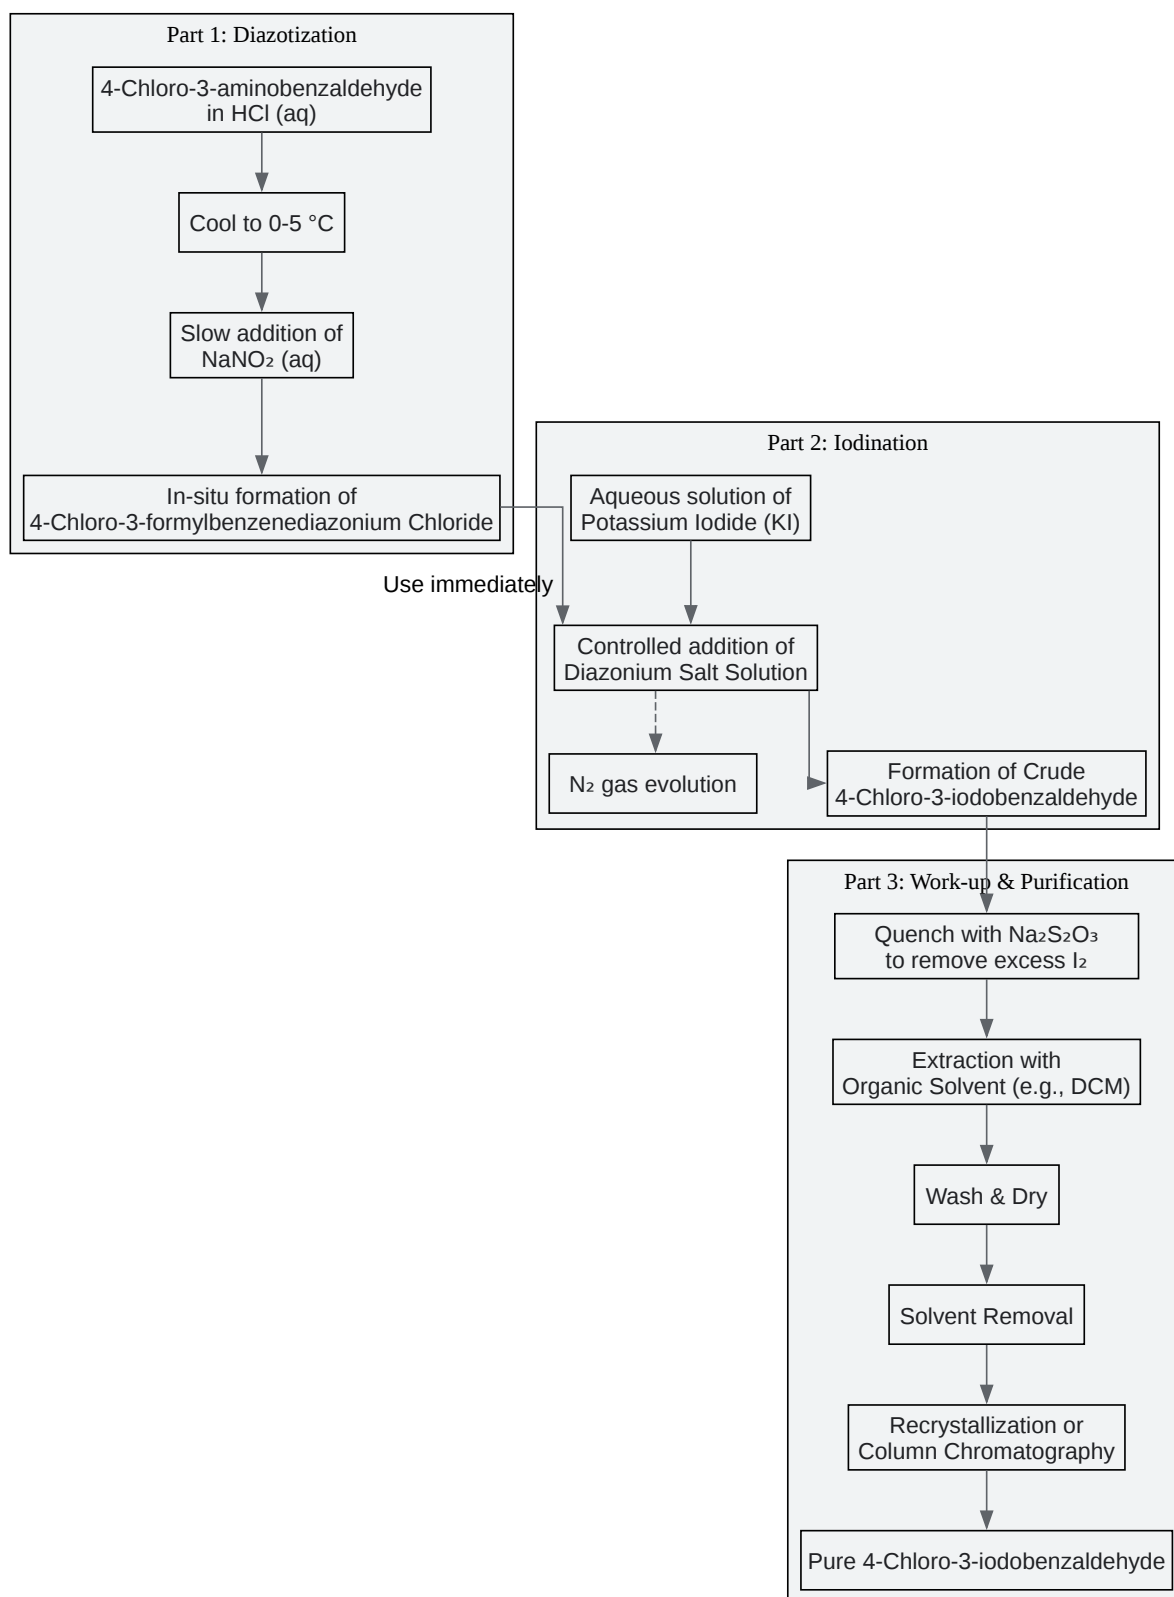 Part 1: Diazotization
4-Chloro-3-aminobenzaldehyde
in HCl (aq)
Cool to 0-5 °C
Slow addition of
NaNO₂ (aq)
In-situ formation of
4-Chloro-3-formylbenzenediazonium Chloride
Use immediately
Part 2: Iodination
Aqueous solution of
Potassium Iodide (KI)
Controlled addition of
Diazonium Salt Solution
N₂ gas evolution
Formation of Crude
4-Chloro-3-iodobenzaldehyde
Part 3: Work-up & Purification
Quench with Na₂S₂O₃
to remove excess I₂
Extraction with
Organic Solvent (e.g., DCM)
Wash & Dry
Solvent Removal
Recrystallization or
Column Chromatography
Pure 4-Chloro-3-iodobenzaldehyde